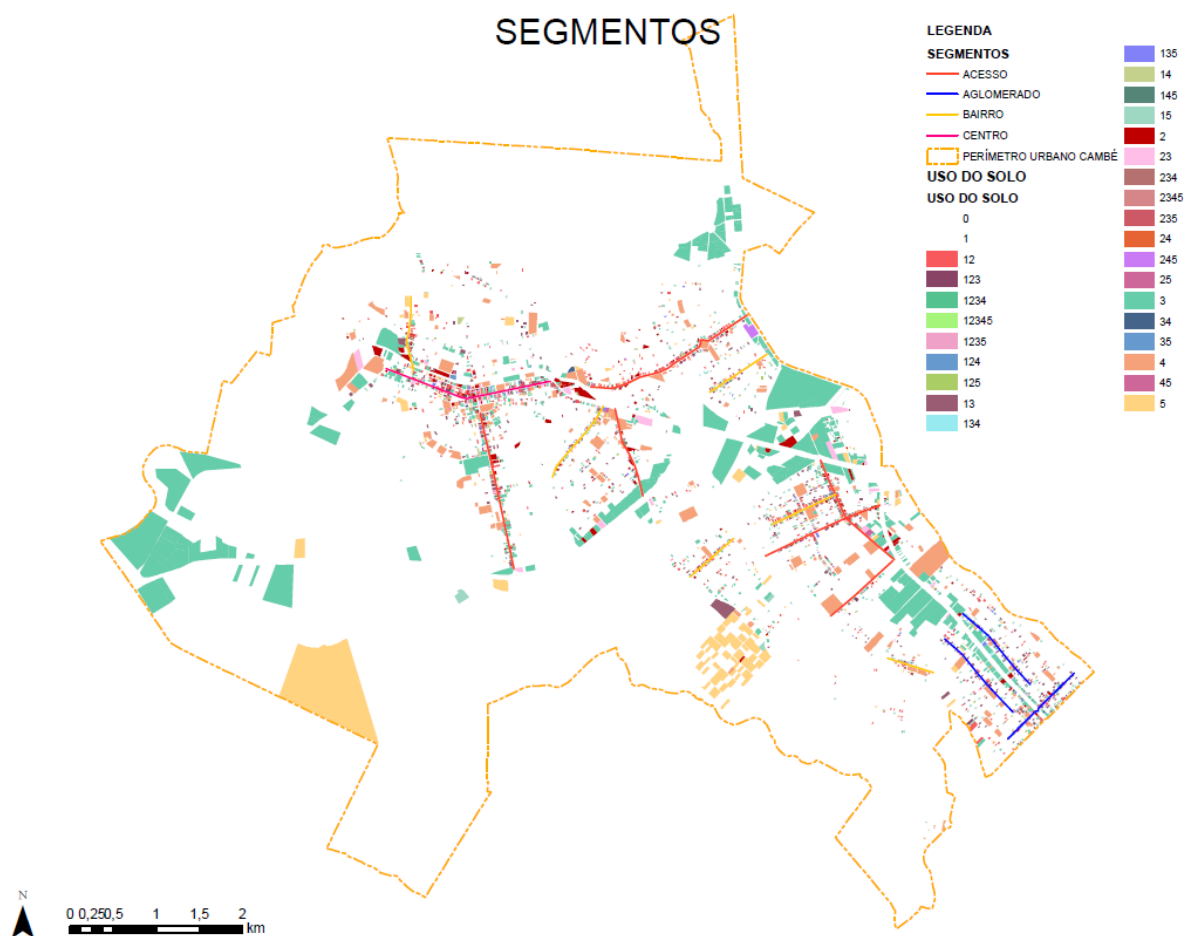 SEGMENTOS
LEGENDA
SEGMENTOS
ACESSO
AGLOMERADO
BAIRRO
CENTRO
PERÍMETRO URBANO CAMBÉ
USO DO SOLO
USO DO SOLO
0
1
12
123
1234
12345
1235
124
125
13
134
135
14
145
15
2
23
234
2345
235
24
245
25
3
34
35
4
45
5
N
0 0,250,5 1 1,5 2
km